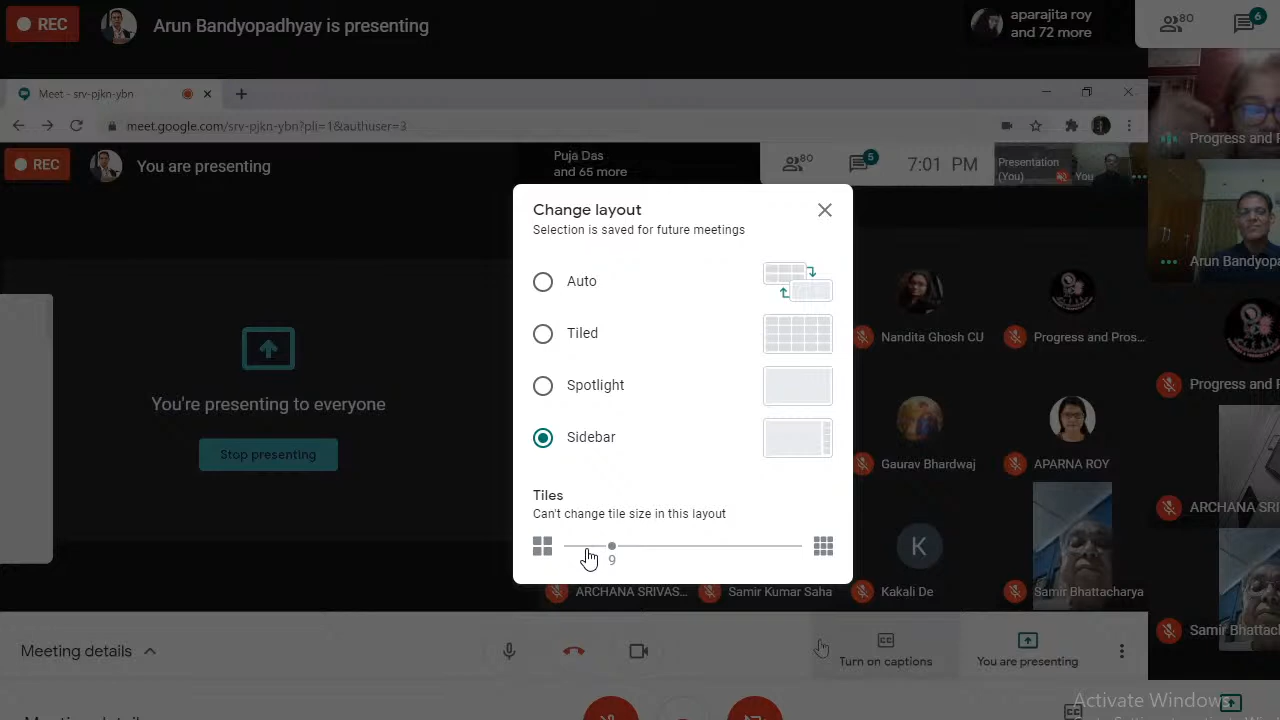 REC
Arun Bandyopadhyay is presenting
aparajita roy
and 72 more
80
6
Meet - srv-pjkn-ybn
meet.google.com/srv-pjkn-ybn?pli=1&authuser=3
REC
You are presenting
Puja Das
and 65 more
80
5
7:01 PM
Presentation
(You)
You
Progress and P
Arun Bandyopa
Change layout
Selection is saved for future meetings
Auto
Tiled
Spotlight
Sidebar
Tiles
Can't change tile size in this layout
9
You're presenting to everyone
Stop presenting
Nandita Ghosh CU
Progress and Pros...
Progress and P
Gaurav Bhardwaj
APARNA ROY
ARCHANA SRI
K
ARCHANA SRIVAS...
Samir Kumar Saha
Kakali De
Samir Bhattacharya
Samir Bhattac
Meeting details
Turn on captions
You are presenting
Activate Windows